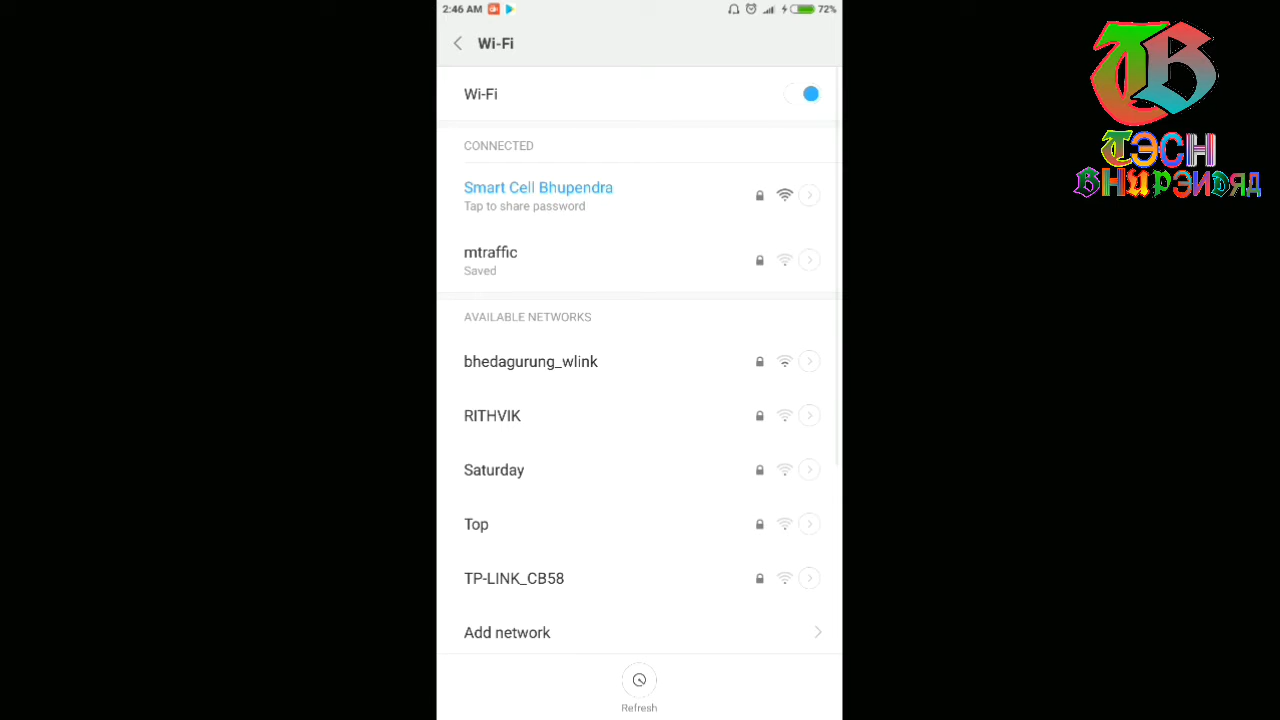 2:46 AM
72%
Wi-Fi
Wi-Fi
CONNECTED
Smart Cell Bhupendra
Tap to share password
mtraffic
Saved
AVAILABLE NETWORKS
bhedagurung_wlink
RITHVIK
Saturday
Top
TP-LINK_CB58
Add network
Refresh
TB
TЭCH
BHUPЭNDЯД